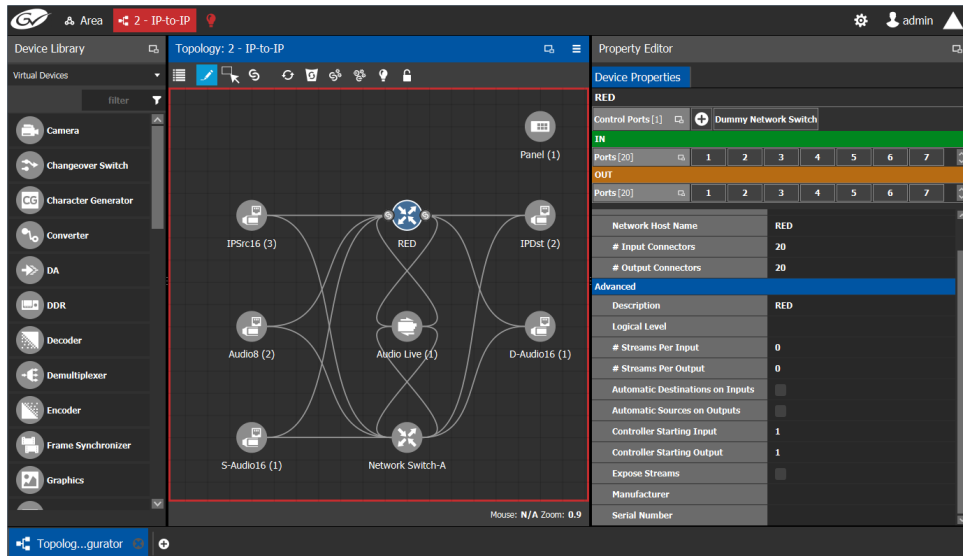 GV Area 2 - IP-to-IP admin
Device Library
Virtual Devices
filter
Camera
Changeover Switch
CG Character Generator
Converter
DA
DDR
Decoder
Demultiplexer
Encoder
Frame Synchronizer
Graphics
Topology: 2 - IP-to-IP
Panel (1)
IPSrc16 (3)
RED
IPDst (2)
Audio8 (2)
Audio Live (1)
D-Audio16 (1)
S-Audio16 (1)
Network Switch-A
Mouse: N/A Zoom: 0.9
Property Editor
Device Properties
RED
Control Ports [1] Dummy Network Switch
IN
Ports [20] 1 2 3 4 5 6 7
OUT
Ports [20] 1 2 3 4 5 6 7
Network Host Name RED
# Input Connectors 20
# Output Connectors 20
Advanced
Description RED
Logical Level
# Streams Per Input 0
# Streams Per Output 0
Automatic Destinations on Inputs
Automatic Sources on Outputs
Controller Starting Input 1
Controller Starting Output 1
Expose Streams
Manufacturer
Serial Number
Topolog...gurator